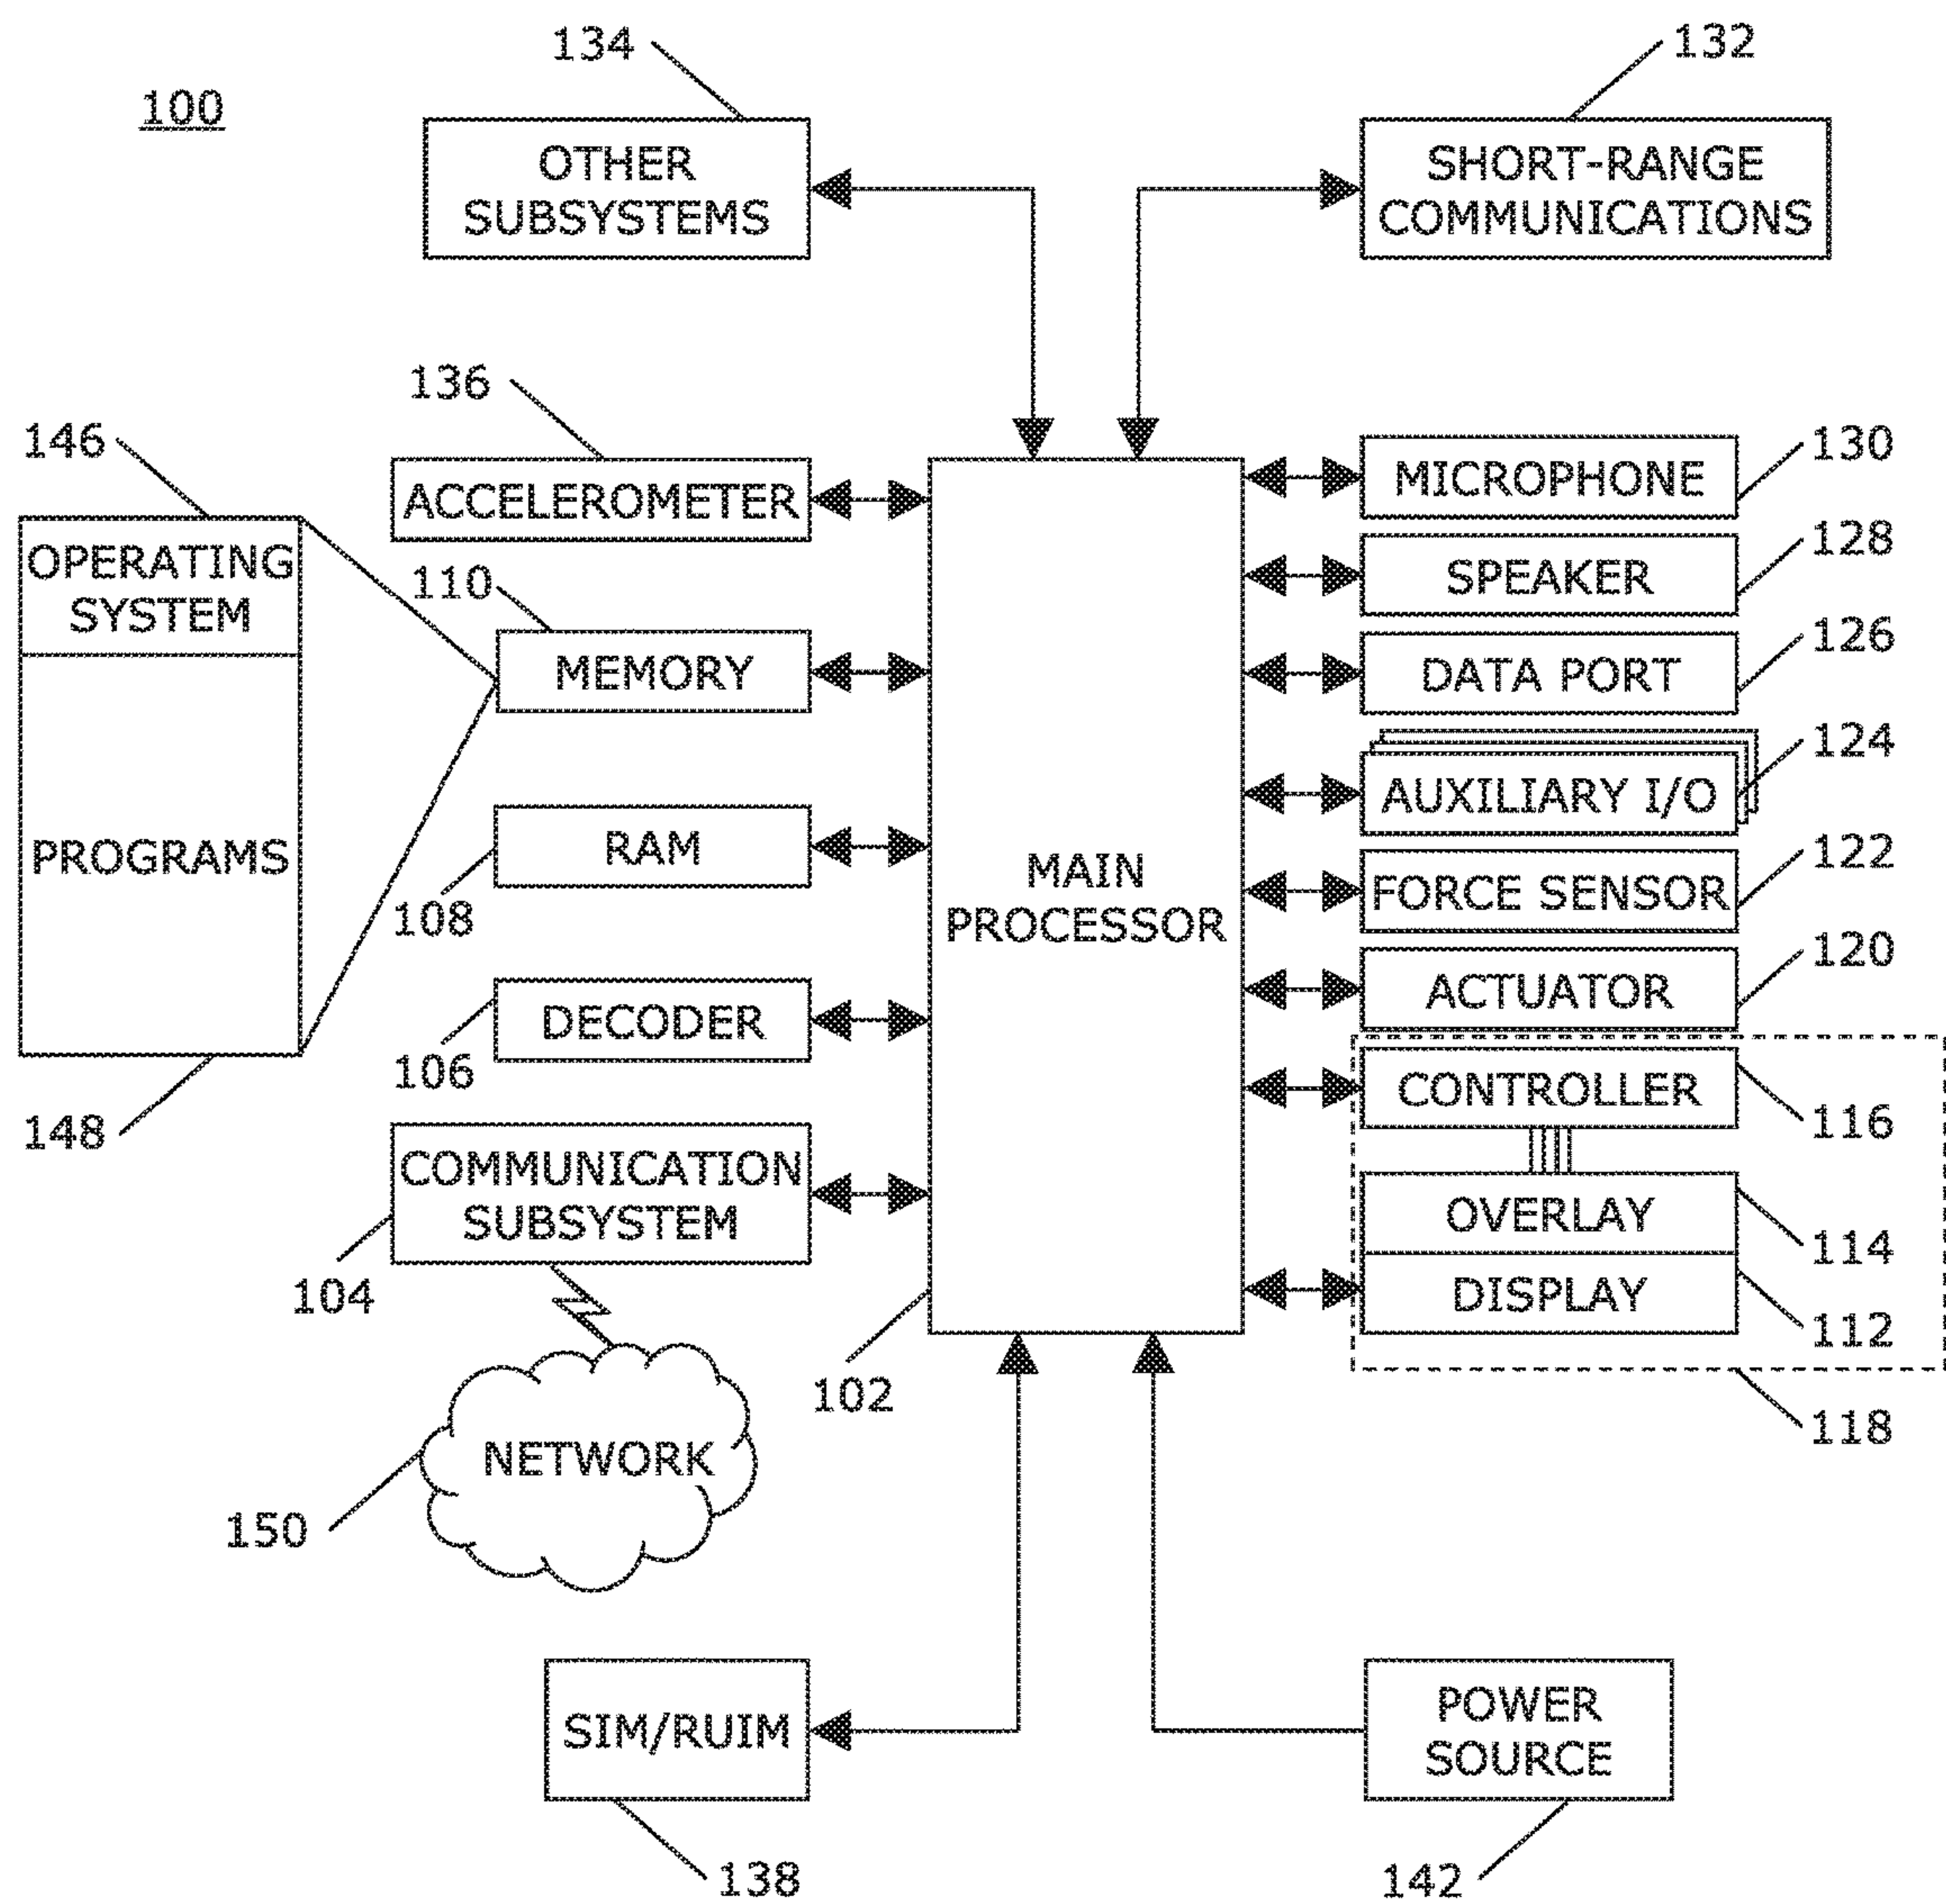 134
132
100
OTHER
SUBSYSTEMS
SHORT-RANGE
COMMUNICATIONS
136
146
ACCELEROMETER
MICROPHONE
130
OPERATING
SYSTEM
110
SPEAKER
128
MEMORY
DATA PORT
126
PROGRAMS
RAM
108
MAIN
PROCESSOR
AUXILIARY I/O
124
FORCE SENSOR
122
DECODER
106
ACTUATOR
120
148
CONTROLLER
116
COMMUNICATION
SUBSYSTEM
104
OVERLAY
114
DISPLAY
112
102
118
NETWORK
150
SIM/RUIM
138
POWER
SOURCE
142